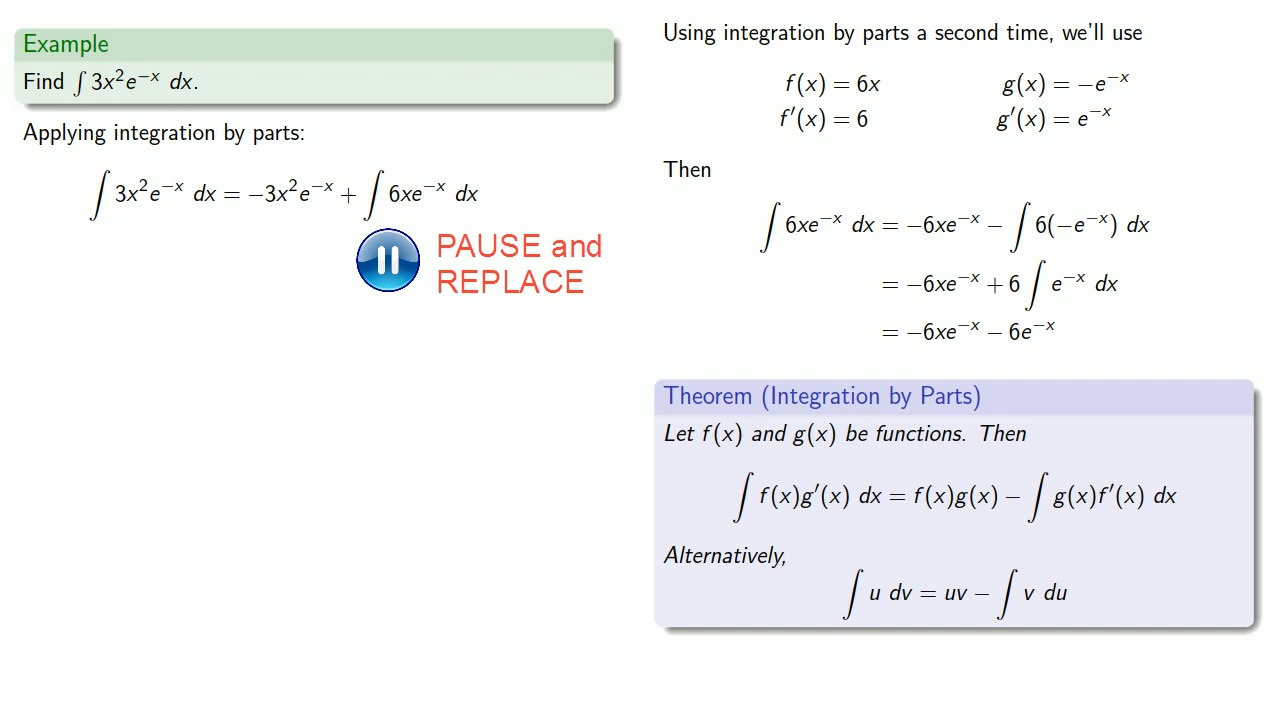 Example
Find ∫ 3x²e⁻ˣ dx.
Applying integration by parts:
∫ 3x²e⁻ˣ dx = −3x²e⁻ˣ + ∫ 6xe⁻ˣ dx
PAUSE and
REPLACE
Using integration by parts a second time, we'll use
f(x) = 6x g(x) = −e⁻ˣ
f′(x) = 6 g′(x) = e⁻ˣ
Then
∫ 6xe⁻ˣ dx = −6xe⁻ˣ − ∫ 6(−e⁻ˣ) dx
= −6xe⁻ˣ + 6 ∫ e⁻ˣ dx
= −6xe⁻ˣ − 6e⁻ˣ
Theorem (Integration by Parts)
Let f(x) and g(x) be functions. Then
∫ f(x)g′(x) dx = f(x)g(x) − ∫ g(x)f′(x) dx
Alternatively,
∫ u dv = uv − ∫ v du